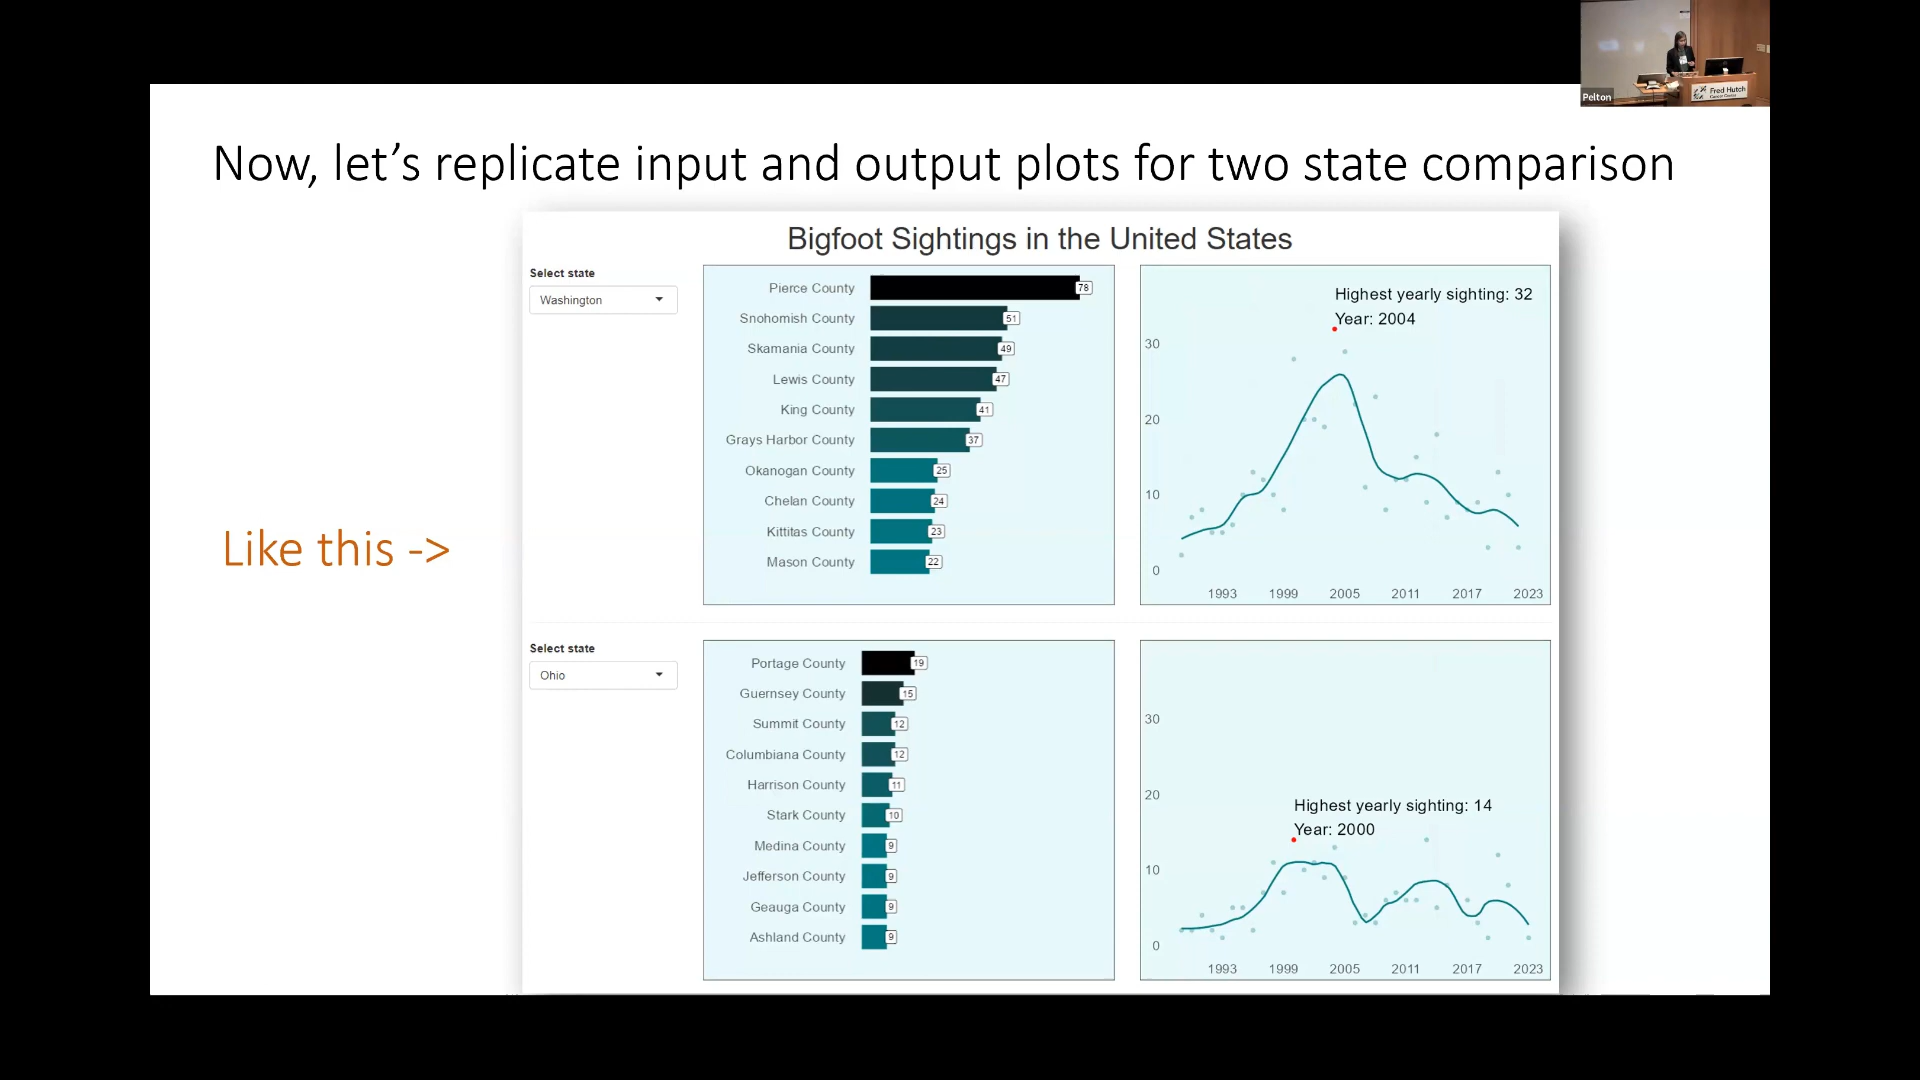 Pelton
Fred Hutch
Cancer Center
Now, let's replicate input and output plots for two state comparison
Like this ->
Bigfoot Sightings in the United States
Select state
Washington
Pierce County 78
Snohomish County 51
Skamania County 49
Lewis County 47
King County 41
Grays Harbor County 37
Okanogan County 25
Chelan County 24
Kittitas County 23
Mason County 22
Highest yearly sighting: 32
Year: 2004
30
20
10
0
1993 1999 2005 2011 2017 2023
Select state
Ohio
Portage County 19
Guernsey County 15
Summit County 12
Columbiana County 12
Harrison County 11
Stark County 10
Medina County 9
Jefferson County 9
Geauga County 9
Ashland County 9
30
20
Highest yearly sighting: 14
Year: 2000
10
0
1993 1999 2005 2011 2017 2023